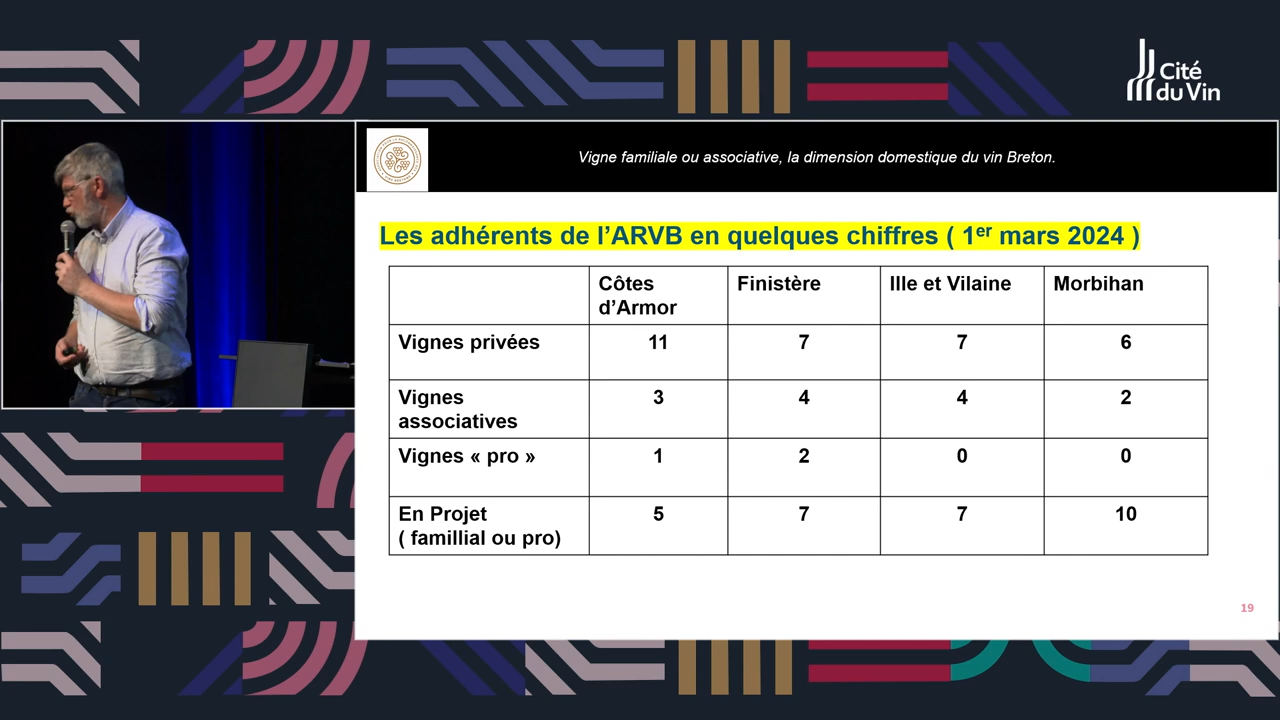 Cité
du Vin
Vigne familiale ou associative, la dimension domestique du vin Breton.
Les adhérents de l'ARVB en quelques chiffres ( 1er mars 2024 )
Côtes d'Armor Finistère Ille et Vilaine Morbihan
Vignes privées 11 7 7 6
Vignes associatives 3 4 4 2
Vignes « pro » 1 2 0 0
En Projet ( famillial ou pro) 5 7 7 10
19